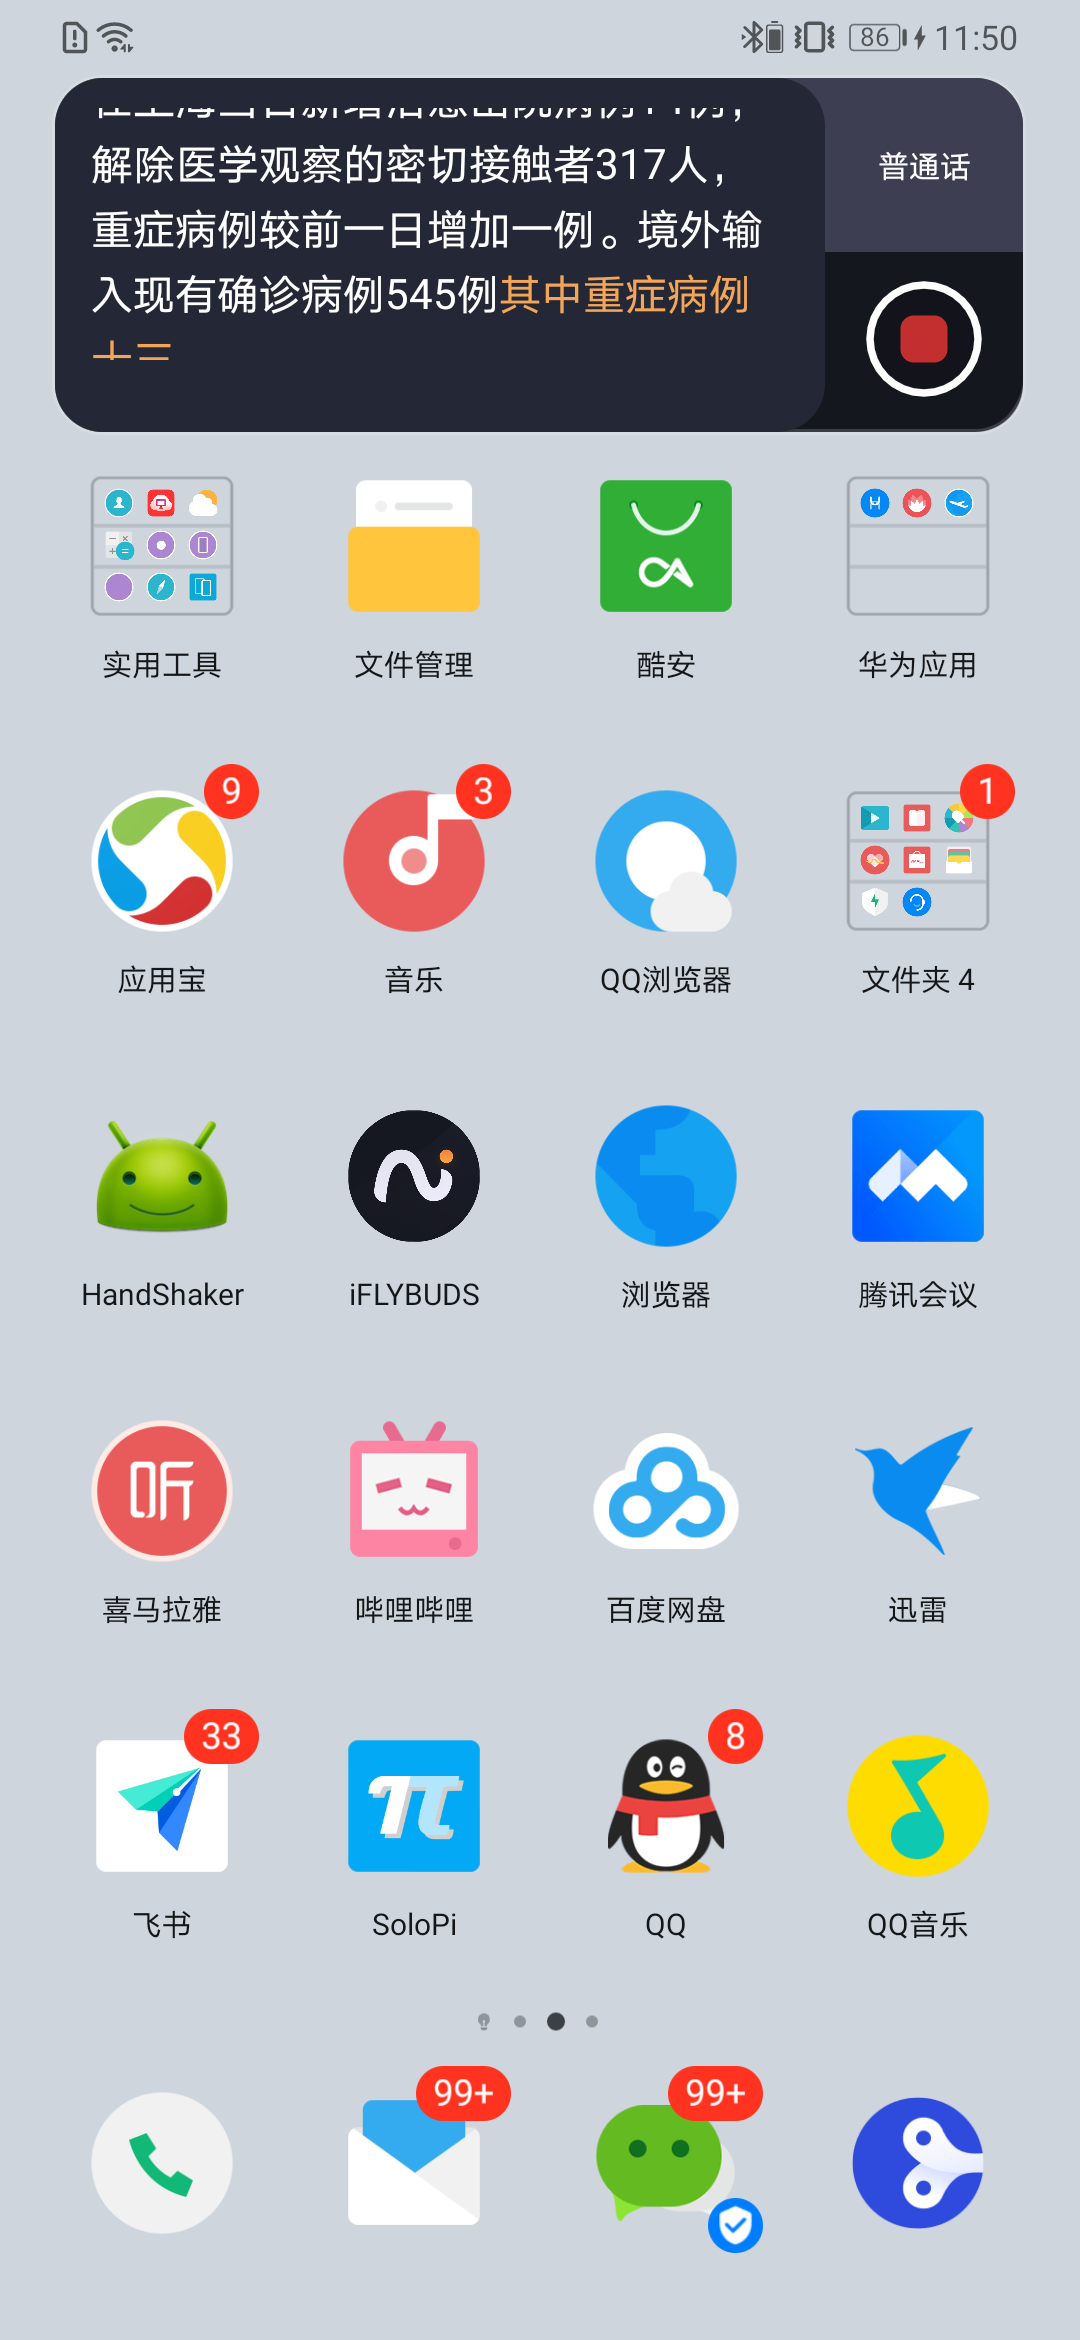 86 11:50
解除医学观察的密切接触者317人，
重症病例较前一日增加一例。境外输
入现有确诊病例545例其中重症病例
普通话
实用工具 文件管理 酷安 华为应用
9 3 1
应用宝 音乐 QQ浏览器 文件夹 4
HandShaker iFLYBUDS 浏览器 腾讯会议
听
喜马拉雅 哔哩哔哩 百度网盘 迅雷
33 8
π
飞书 SoloPi QQ QQ音乐
99+ 99+